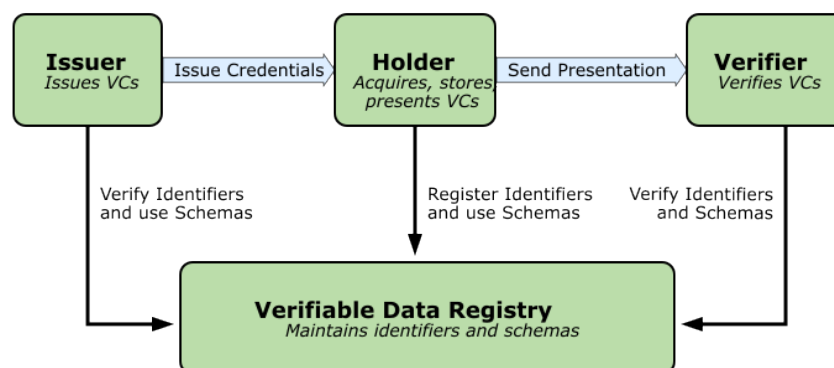 Issuer
Issues VCs
Issue Credentials
Holder
Acquires, stores,
presents VCs
Send Presentation
Verifier
Verifies VCs
Verify Identifiers
and use Schemas
Register Identifiers
and use Schemas
Verify Identifiers
and Schemas
Verifiable Data Registry
Maintains identifiers and schemas